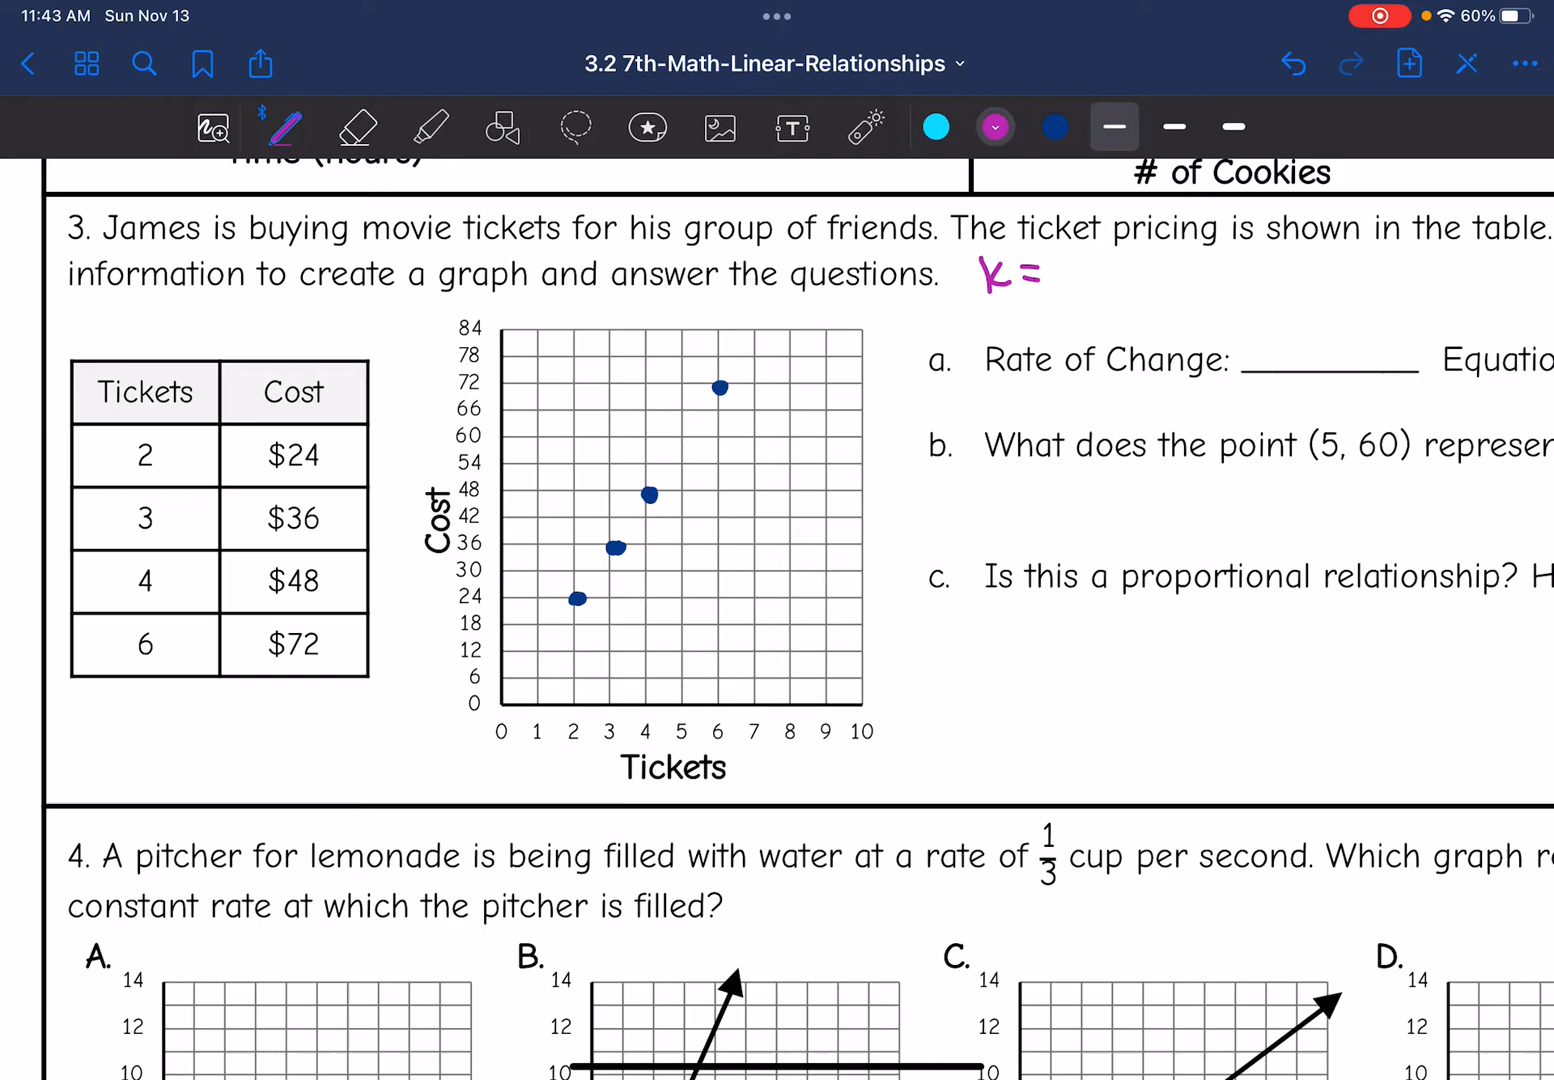 11:43 AM Sun Nov 13
60%
3.2 7th-Math-Linear-Relationships
T
# of Cookies
3. James is buying movie tickets for his group of friends. The ticket pricing is shown in the table.
information to create a graph and answer the questions. K =
Tickets Cost
2 $24
3 $36
4 $48
6 $72
84
78
72
66
60
54
48
42
36
30
24
18
12
6
0
Cost
0 1 2 3 4 5 6 7 8 9 10
Tickets
a. Rate of Change: __________ Equatio
b. What does the point (5, 60) represen
c. Is this a proportional relationship? H
4. A pitcher for lemonade is being filled with water at a rate of 1/3 cup per second. Which graph r
constant rate at which the pitcher is filled?
A. B. C. D.
14 14 14 14
12 12 12 12
10 10 10 10